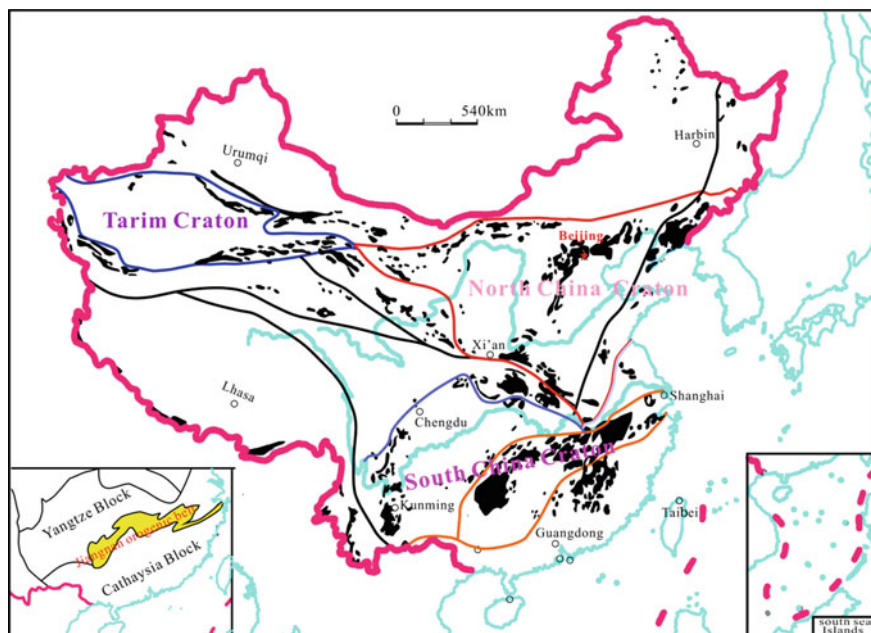 0 540km
Harbin
Urumqi
Tarim Craton
Beijing
North China Craton
Xi'an
Lhasa
Chengdu
Shanghai
South China Craton
Kunming
Guangdong
Taibei
Yangtze Block
Jiangnan orogenic belt
Cathaysia Block
south sea
Islands